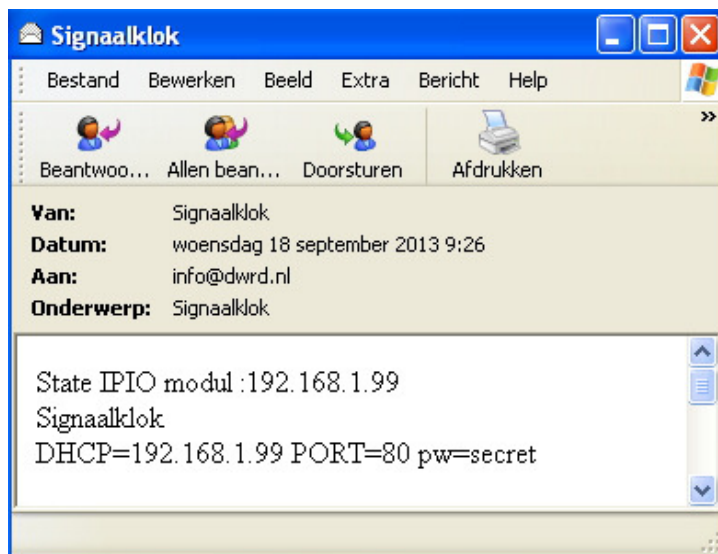 Signaalklok
Bestand Bewerken Beeld Extra Bericht Help
Beantwoo... Allen bean... Doorsturen Afdrukken
Van: Signaalklok
Datum: woensdag 18 september 2013 9:26
Aan: info@dwrd.nl
Onderwerp: Signaalklok
State IPIO modul :192.168.1.99
Signaalklok
DHCP=192.168.1.99 PORT=80 pw=secret